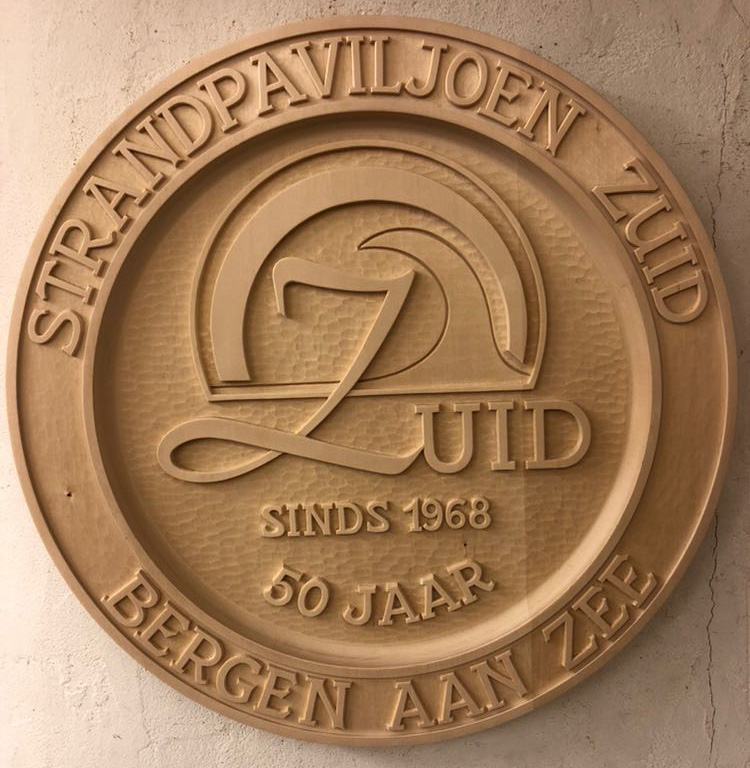 STRANDPAVILJOEN ZUID
ZUID
SINDS 1968
50 JAAR
BERGEN AAN ZEE